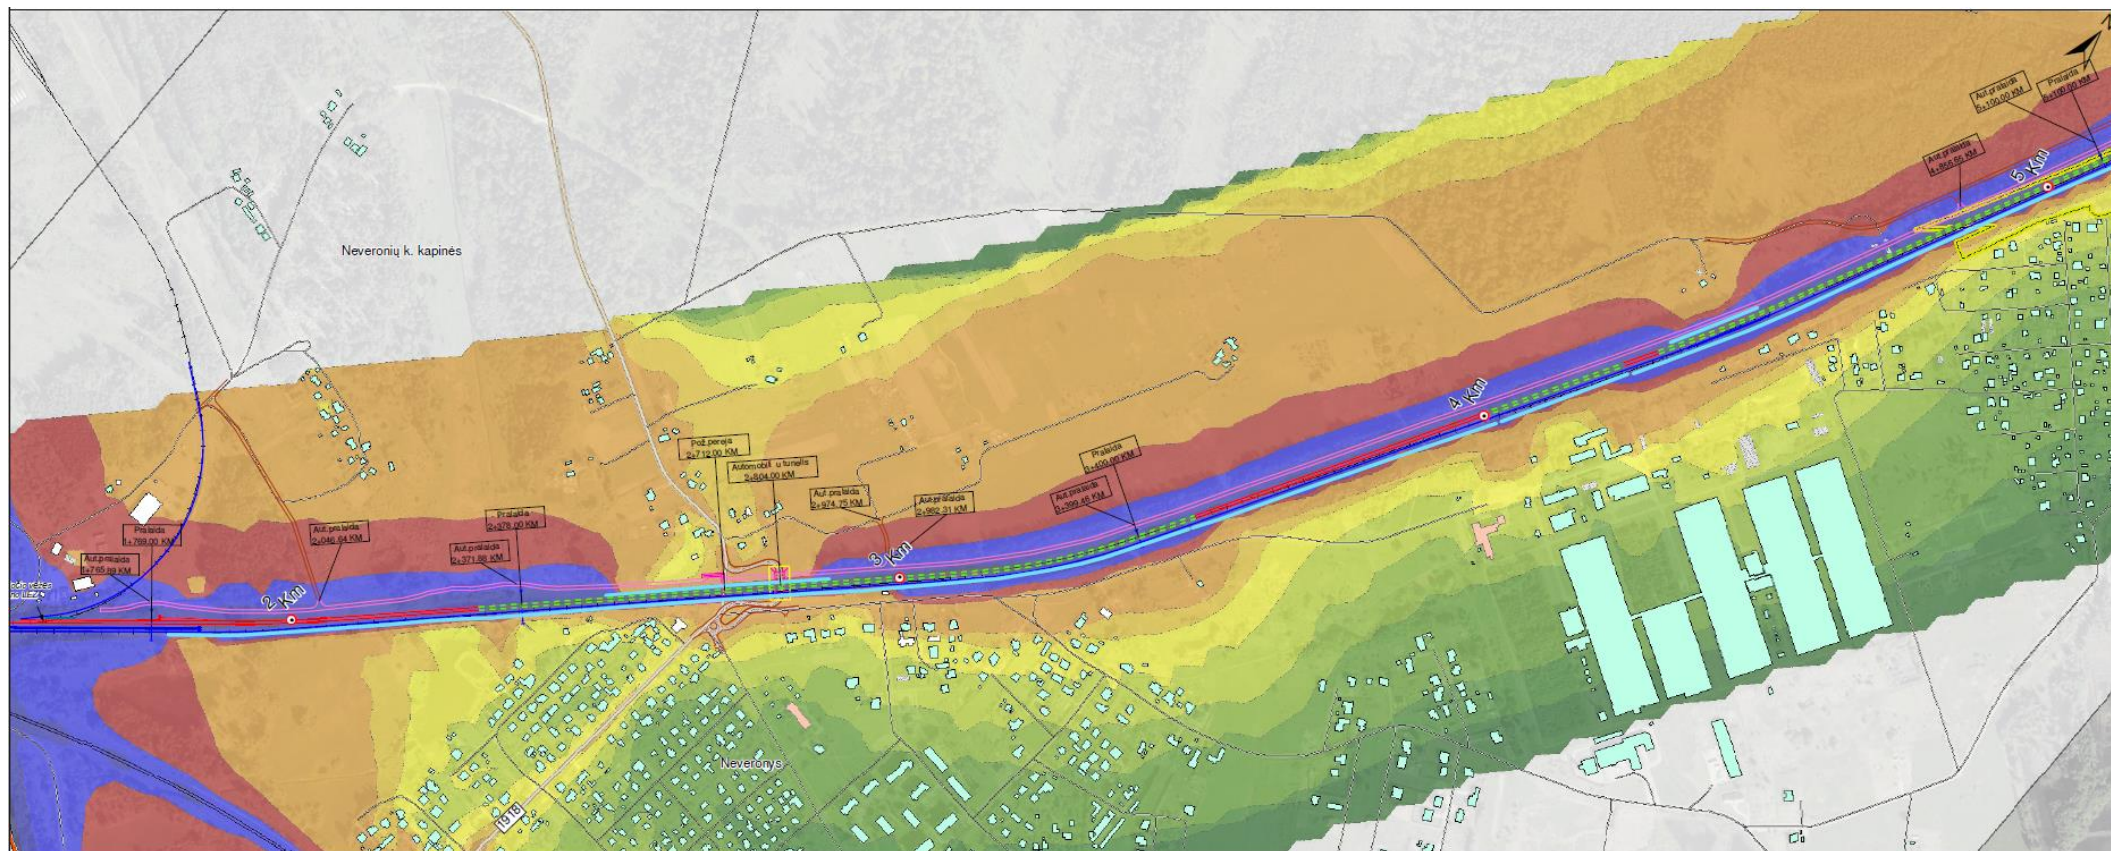 N
Aut.pralaida
5+100.00 KM
Pralaida
5+100.00 KM
Aut.pralaida
4+856.65 KM
5 Km
Neveronių k. kapinės
4 Km
Pėž.perėja
2+712.00 KM
Automobilių tunelis
2+804.00 KM
Pralaida
3+400.00 KM
Aut.pralaida
3+399.46 KM
Aut.pralaida
2+974.75 KM
Aut.pralaida
2+982.31 KM
3 Km
Pralaida
2+378.00 KM
Aut.pralaida
2+371.88 KM
Pralaida
1+769.00 KM
Aut.pralaida
2+046.64 KM
Aut.pralaida
1+765.89 KM
2 Km
Neveronys
1918